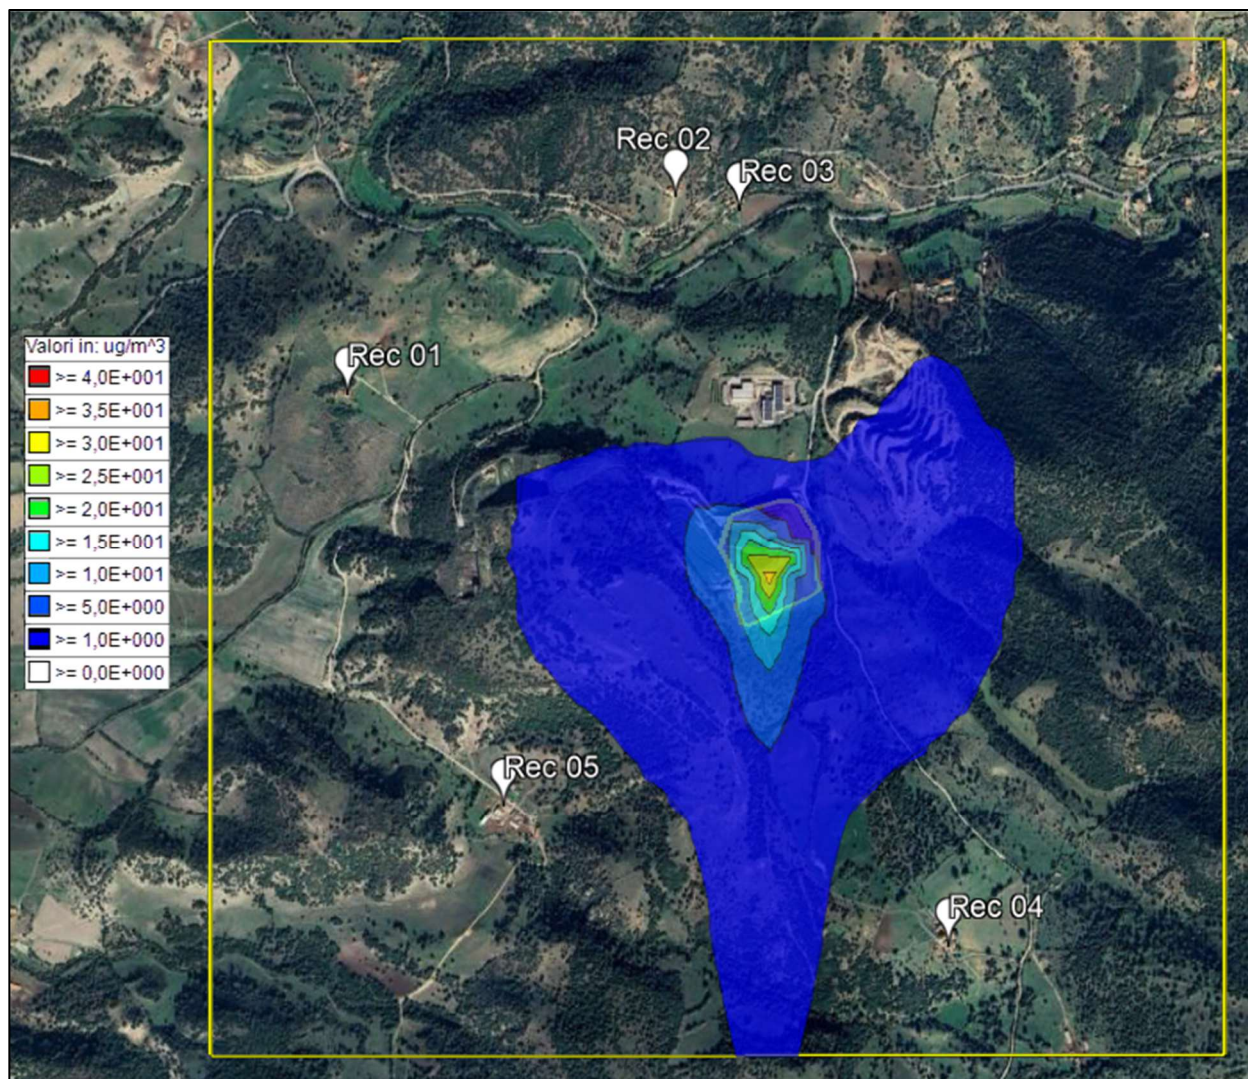 Rec 02
Rec 03
Rec 01
Valori in: ug/m^3
>= 4,0E+001
>= 3,5E+001
>= 3,0E+001
>= 2,5E+001
>= 2,0E+001
>= 1,5E+001
>= 1,0E+001
>= 5,0E+000
>= 1,0E+000
>= 0,0E+000
Rec 05
Rec 04